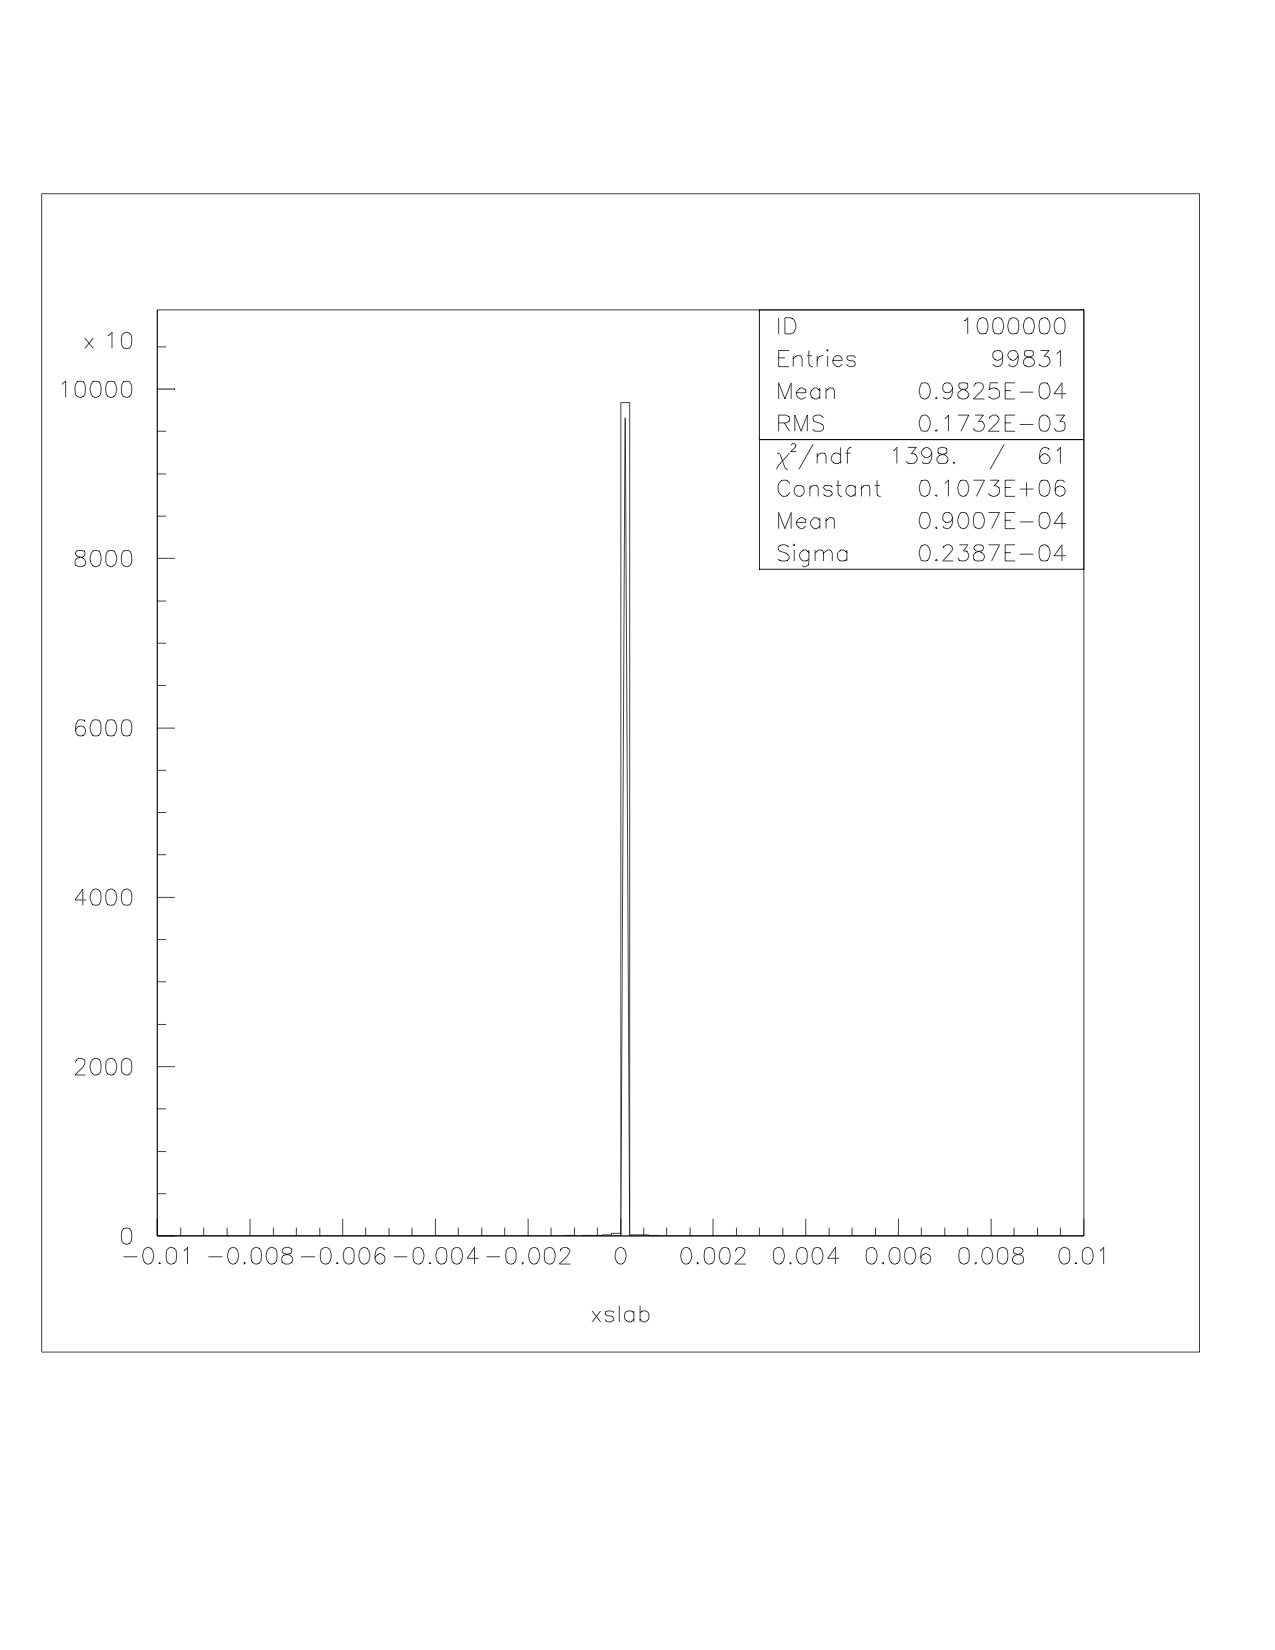 x 10
10000
8000
6000
4000
2000
0
ID 1000000
Entries 99831
Mean 0.9825E−04
RMS 0.1732E−03
χ²/ndf 1398. / 61
Constant 0.1073E+06
Mean 0.9007E−04
Sigma 0.2387E−04
−0.01 −0.008 −0.006 −0.004 −0.002 0 0.002 0.004 0.006 0.008 0.01
xslab